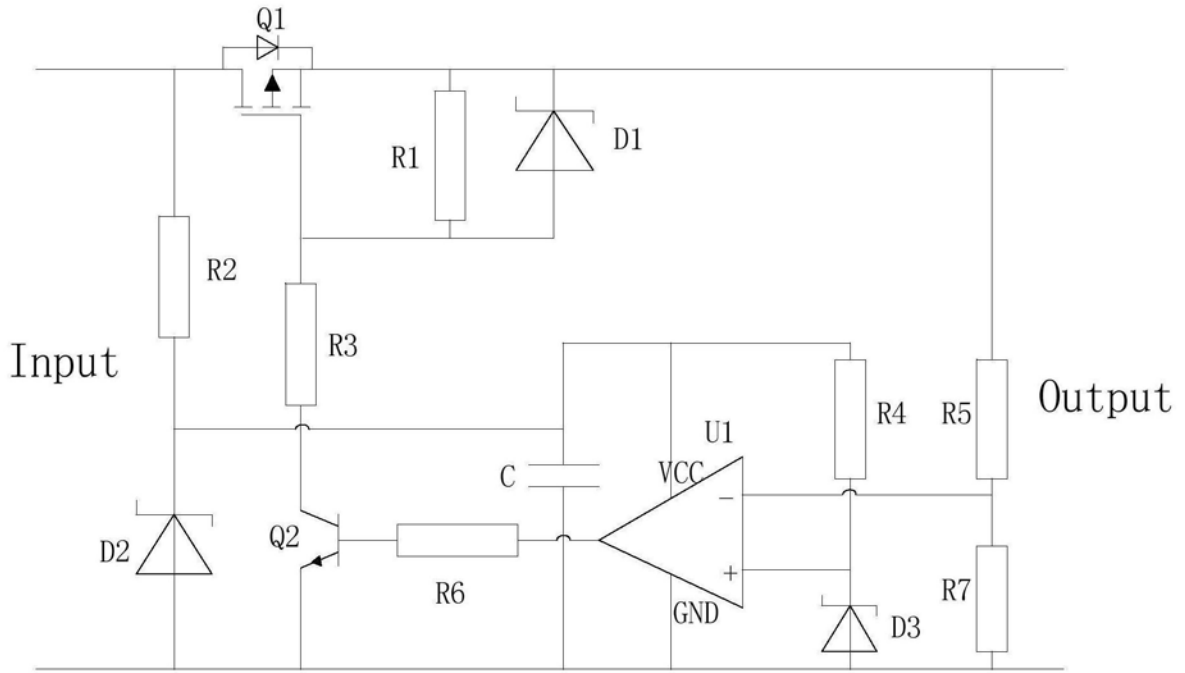 Q1
R1
D1
R2
R3
Input
R4
R5
Output
U1
VCC
C
−
Q2
D2
R6
+
GND
D3
R7